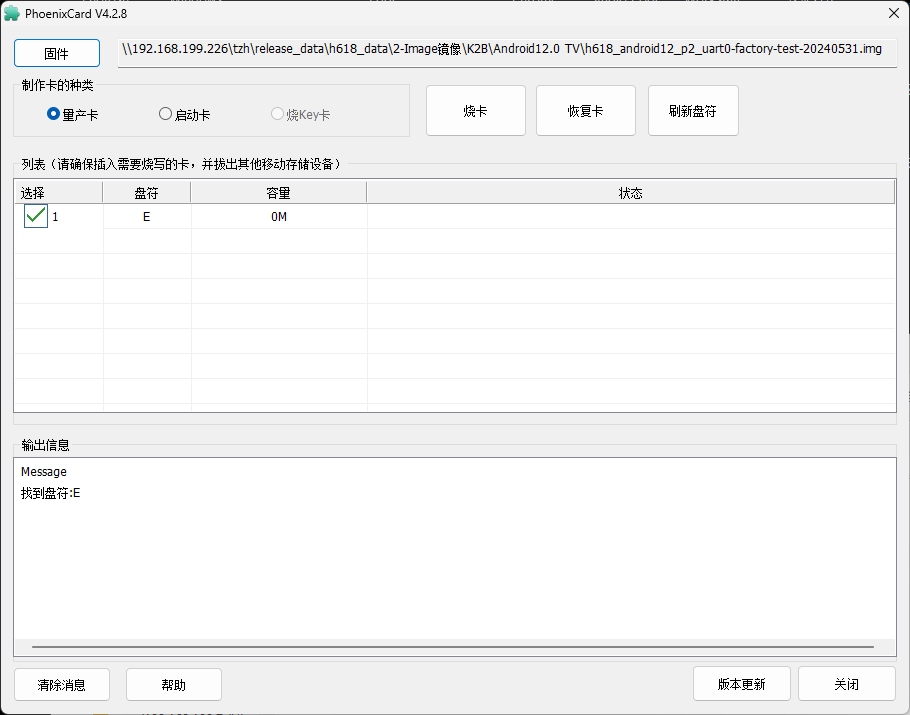 PhoenixCard V4.2.8
固件
\\192.168.199.226\tzh\release_data\h618_data\2-Image镜像\K2B\Android12.0 TV\h618_android12_p2_uart0-factory-test-20240531.img
制作卡的种类
量产卡 启动卡 烧Key卡
烧卡 恢复卡 刷新盘符
列表（请确保插入需要烧写的卡，并拔出其他移动存储设备）
选择 盘符 容量 状态
1 E 0M
输出信息
Message
找到盘符:E
清除消息 帮助 版本更新 关闭